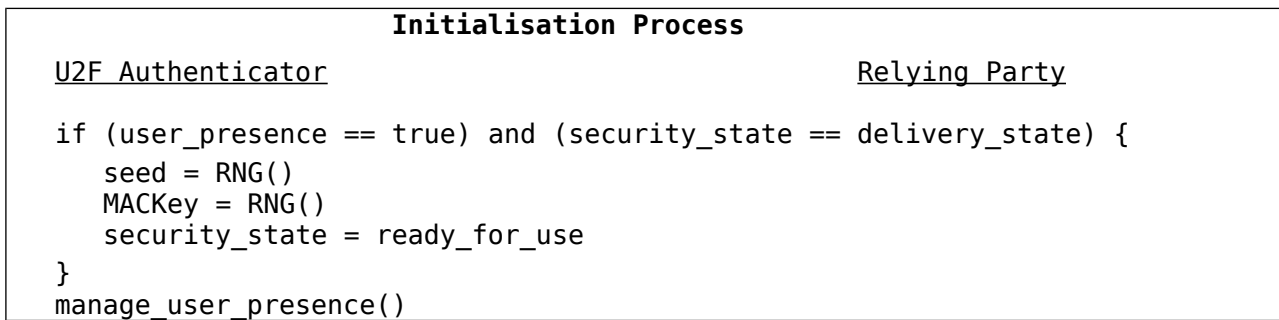 Initialisation Process
U2F Authenticator Relying Party
if (user_presence == true) and (security_state == delivery_state) {
seed = RNG()
MACKey = RNG()
security_state = ready_for_use
}
manage_user_presence()